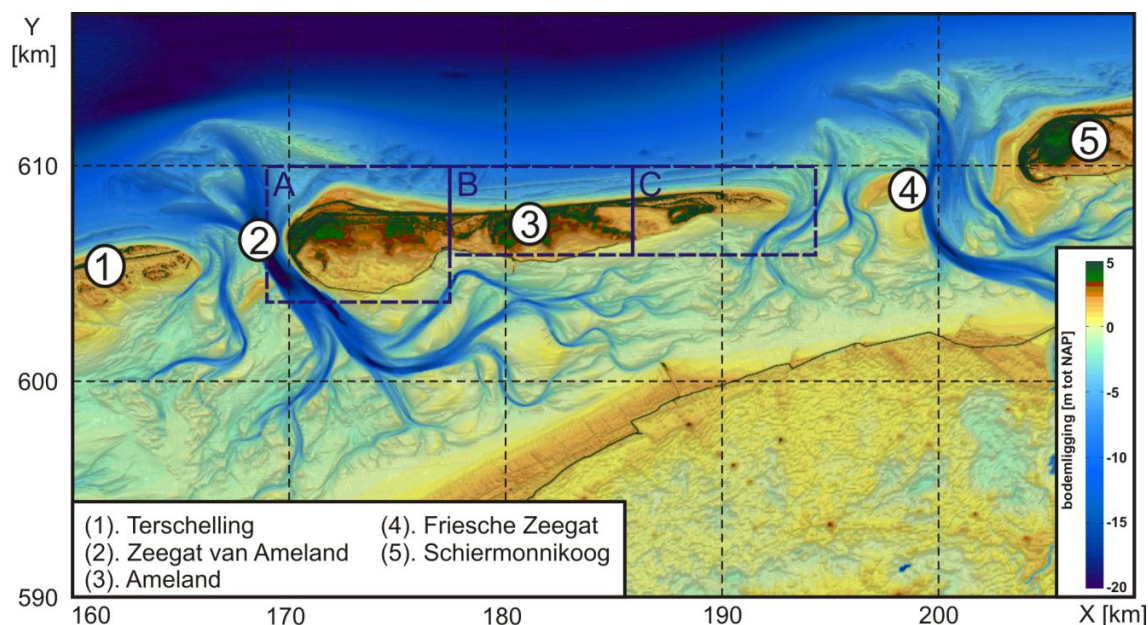 Y
[km]
610
600
590
160
170
180
190
200
X [km]
A
B
C
1
2
3
4
5
(1). Terschelling
(2). Zeegat van Ameland
(3). Ameland
(4). Friesche Zeegat
(5). Schiermonnikoog
bodemligging [m tot NAP]
5
0
-5
-10
-15
-20